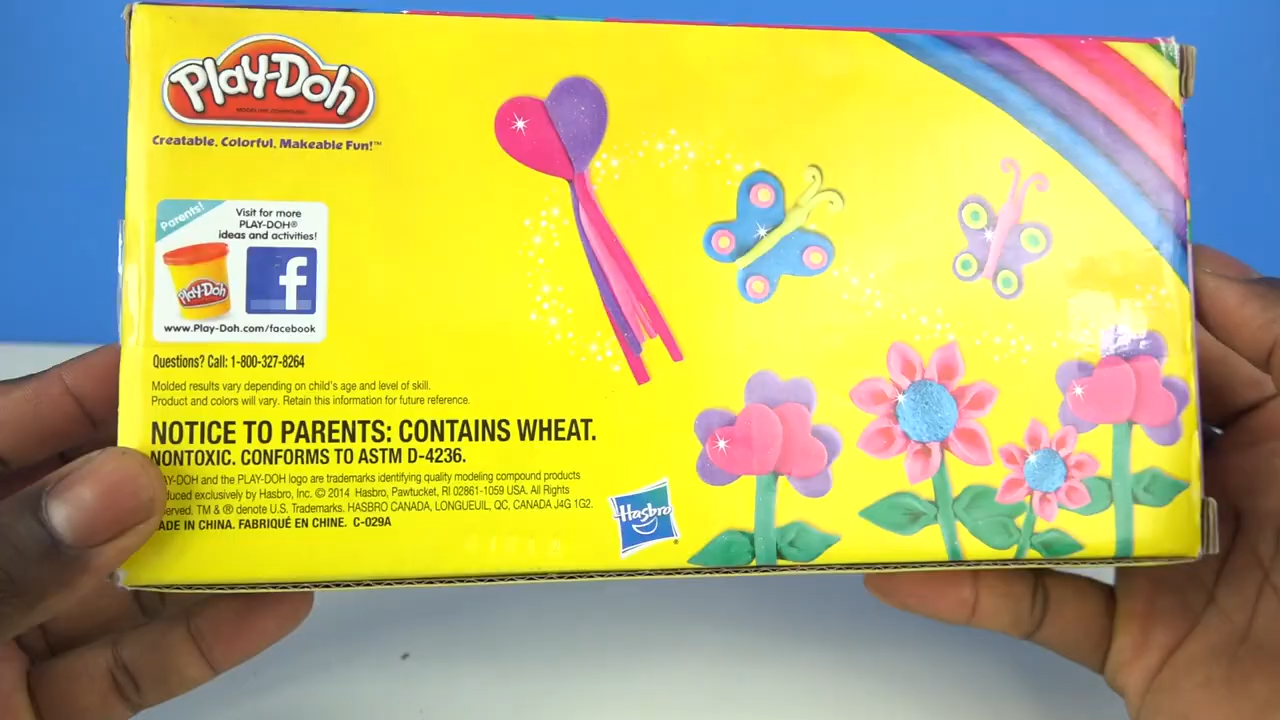 PLAY-DOH
MODELING COMPOUND
Creatable, Colorful, Makeable Fun!™
Parents!
Visit for more
PLAY-DOH®
ideas and activities!
Play-Doh
f
www.Play-Doh.com/facebook
Questions? Call: 1-800-327-8264
Molded results vary depending on child's age and level of skill.
Product and colors will vary. Retain this information for future reference.
NOTICE TO PARENTS: CONTAINS WHEAT.
NONTOXIC. CONFORMS TO ASTM D-4236.
AY-DOH and the PLAY-DOH logo are trademarks identifying quality modeling compound products
duced exclusively by Hasbro, Inc. © 2014 Hasbro, Pawtucket, RI 02861-1059 USA. All Rights
erved. TM & ® denote U.S. Trademarks. HASBRO CANADA, LONGUEUIL, QC, CANADA J4G 1G2.
ADE IN CHINA. FABRIQUÉ EN CHINE. C-029A
Hasbro